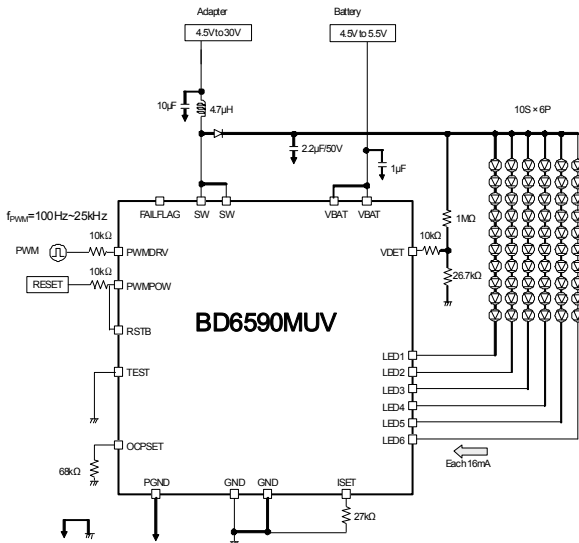 Adapter
Battery
4.5V to 30V
4.5V to 5.5V
10µF
4.7µH
10S × 6P
2.2µF/50V
1µF
FAILFLAG
SW
SW
VBAT
VBAT
fPWM=100Hz~25kHz
1MΩ
10kΩ
10kΩ
PWM
PWMDRV
VDET
10kΩ
26.7kΩ
RESET
PWMPOW
BD6590MUV
RSTB
LED1
TEST
LED2
LED3
LED4
LED5
OCPSET
LED6
Each 16mA
68kΩ
PGND
GND
GND
ISET
27kΩ